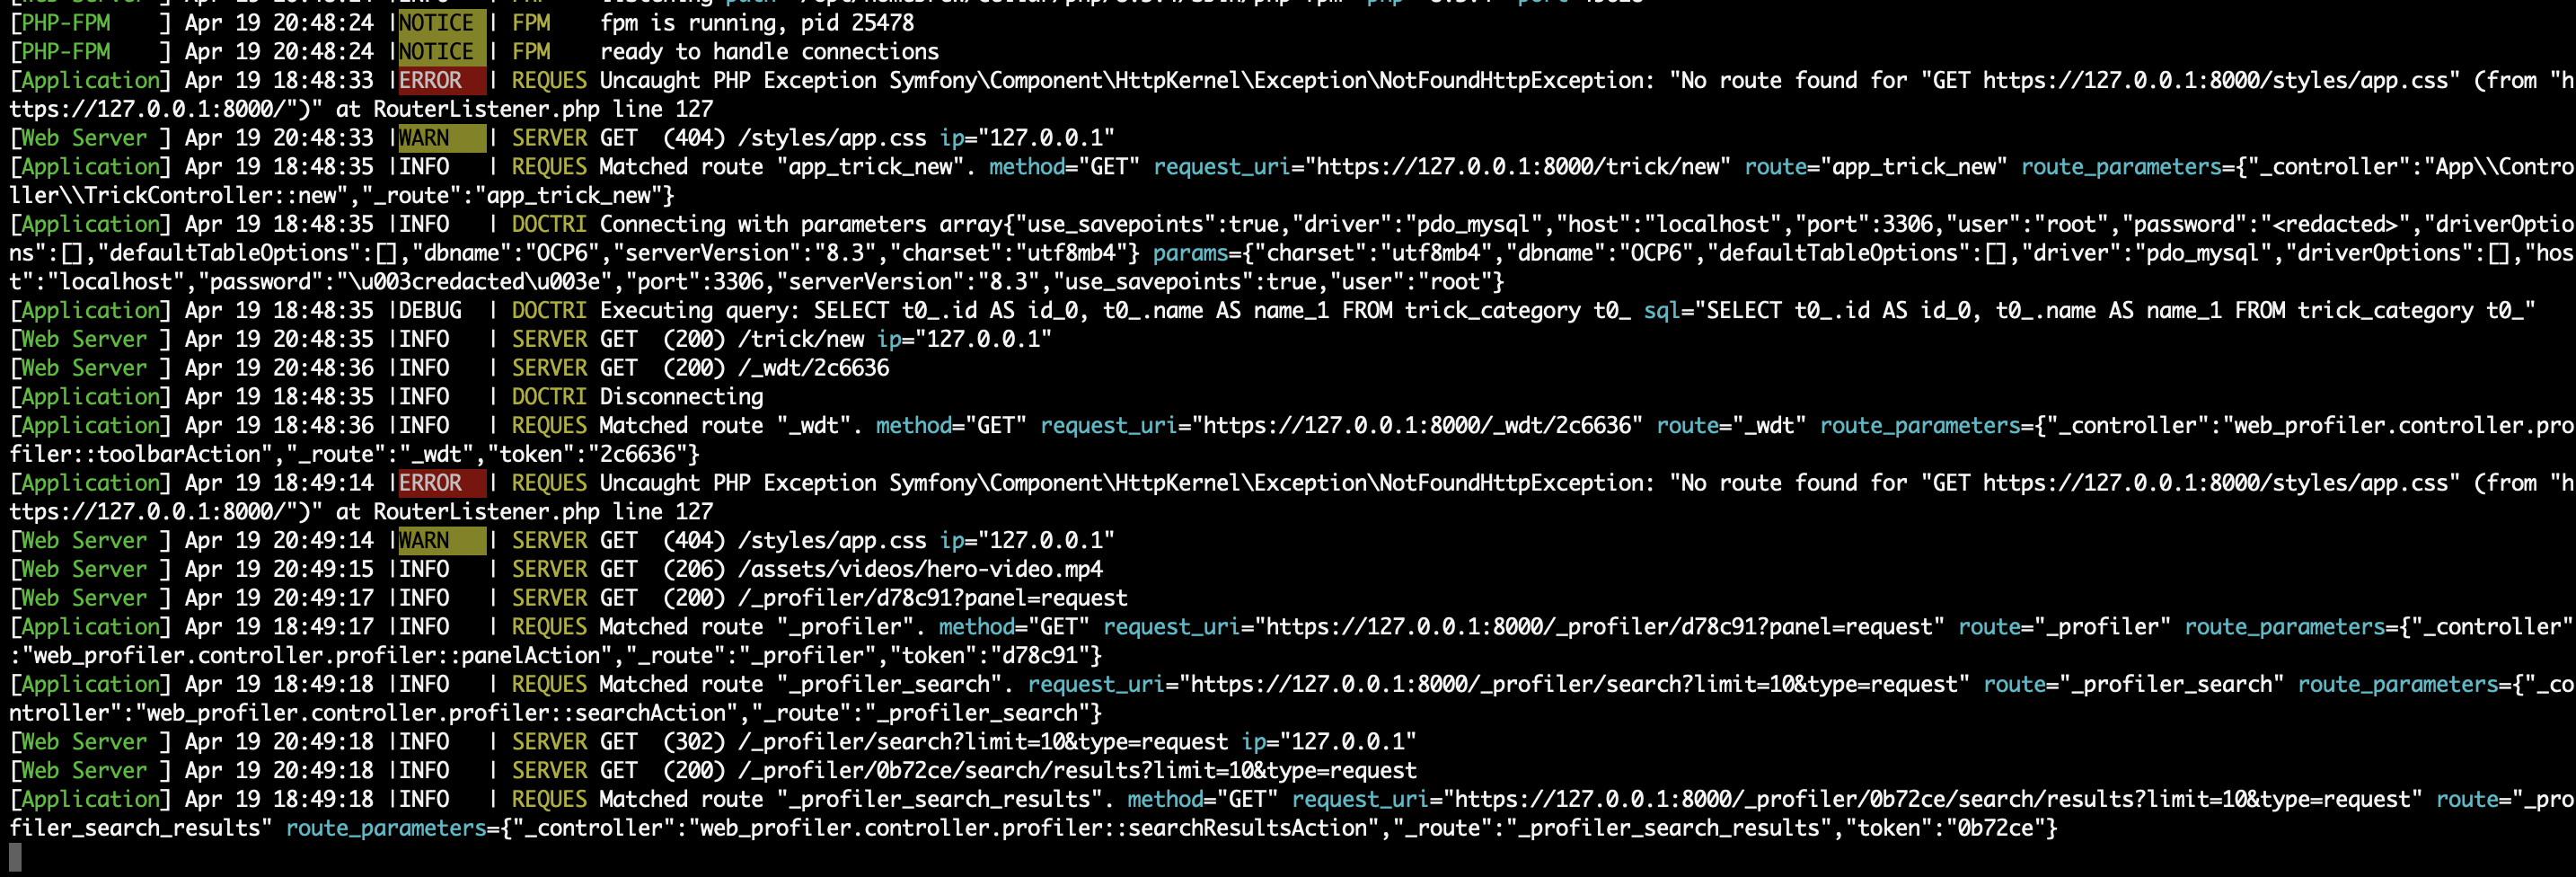 [PHP-FPM    ] Apr 19 20:48:24 |NOTICE | FPM    fpm is running, pid 25478
[PHP-FPM    ] Apr 19 20:48:24 |NOTICE | FPM    ready to handle connections
[Application] Apr 19 18:48:33 |ERROR  | REQUES Uncaught PHP Exception Symfony\Component\HttpKernel\Exception\NotFoundHttpException: "No route found for "GET https://127.0.0.1:8000/styles/app.css" (from "h
ttps://127.0.0.1:8000/")" at RouterListener.php line 127
[Web Server ] Apr 19 20:48:33 |WARN   | SERVER GET  (404) /styles/app.css ip="127.0.0.1"
[Application] Apr 19 18:48:35 |INFO   | REQUES Matched route "app_trick_new". method="GET" request_uri="https://127.0.0.1:8000/trick/new" route="app_trick_new" route_parameters={"_controller":"App\\Contro
ller\\TrickController::new","_route":"app_trick_new"}
[Application] Apr 19 18:48:35 |INFO   | DOCTRI Connecting with parameters array{"use_savepoints":true,"driver":"pdo_mysql","host":"localhost","port":3306,"user":"root","password":"<redacted>","driverOptio
ns":[],"defaultTableOptions":[],"dbname":"OCP6","serverVersion":"8.3","charset":"utf8mb4"} params={"charset":"utf8mb4","dbname":"OCP6","defaultTableOptions":[],"driver":"pdo_mysql","driverOptions":[],"hos
t":"localhost","password":"\u003credacted\u003e","port":3306,"serverVersion":"8.3","use_savepoints":true,"user":"root"}
[Application] Apr 19 18:48:35 |DEBUG  | DOCTRI Executing query: SELECT t0_.id AS id_0, t0_.name AS name_1 FROM trick_category t0_ sql="SELECT t0_.id AS id_0, t0_.name AS name_1 FROM trick_category t0_"
[Web Server ] Apr 19 20:48:35 |INFO   | SERVER GET  (200) /trick/new ip="127.0.0.1"
[Web Server ] Apr 19 20:48:36 |INFO   | SERVER GET  (200) /_wdt/2c6636
[Application] Apr 19 18:48:35 |INFO   | DOCTRI Disconnecting
[Application] Apr 19 18:48:36 |INFO   | REQUES Matched route "_wdt". method="GET" request_uri="https://127.0.0.1:8000/_wdt/2c6636" route="_wdt" route_parameters={"_controller":"web_profiler.controller.pro
filer::toolbarAction","_route":"_wdt","token":"2c6636"}
[Application] Apr 19 18:49:14 |ERROR  | REQUES Uncaught PHP Exception Symfony\Component\HttpKernel\Exception\NotFoundHttpException: "No route found for "GET https://127.0.0.1:8000/styles/app.css" (from "h
ttps://127.0.0.1:8000/")" at RouterListener.php line 127
[Web Server ] Apr 19 20:49:14 |WARN   | SERVER GET  (404) /styles/app.css ip="127.0.0.1"
[Web Server ] Apr 19 20:49:15 |INFO   | SERVER GET  (206) /assets/videos/hero-video.mp4
[Web Server ] Apr 19 20:49:17 |INFO   | SERVER GET  (200) /_profiler/d78c91?panel=request
[Application] Apr 19 18:49:17 |INFO   | REQUES Matched route "_profiler". method="GET" request_uri="https://127.0.0.1:8000/_profiler/d78c91?panel=request" route="_profiler" route_parameters={"_controller"
:"web_profiler.controller.profiler::panelAction","_route":"_profiler","token":"d78c91"}
[Application] Apr 19 18:49:18 |INFO   | REQUES Matched route "_profiler_search". request_uri="https://127.0.0.1:8000/_profiler/search?limit=10&type=request" route="_profiler_search" route_parameters={"_co
ntroller":"web_profiler.controller.profiler::searchAction","_route":"_profiler_search"}
[Web Server ] Apr 19 20:49:18 |INFO   | SERVER GET  (302) /_profiler/search?limit=10&type=request ip="127.0.0.1"
[Web Server ] Apr 19 20:49:18 |INFO   | SERVER GET  (200) /_profiler/0b72ce/search/results?limit=10&type=request
[Application] Apr 19 18:49:18 |INFO   | REQUES Matched route "_profiler_search_results". method="GET" request_uri="https://127.0.0.1:8000/_profiler/0b72ce/search/results?limit=10&type=request" route="_pro
filer_search_results" route_parameters={"_controller":"web_profiler.controller.profiler::searchResultsAction","_route":"_profiler_search_results","token":"0b72ce"}